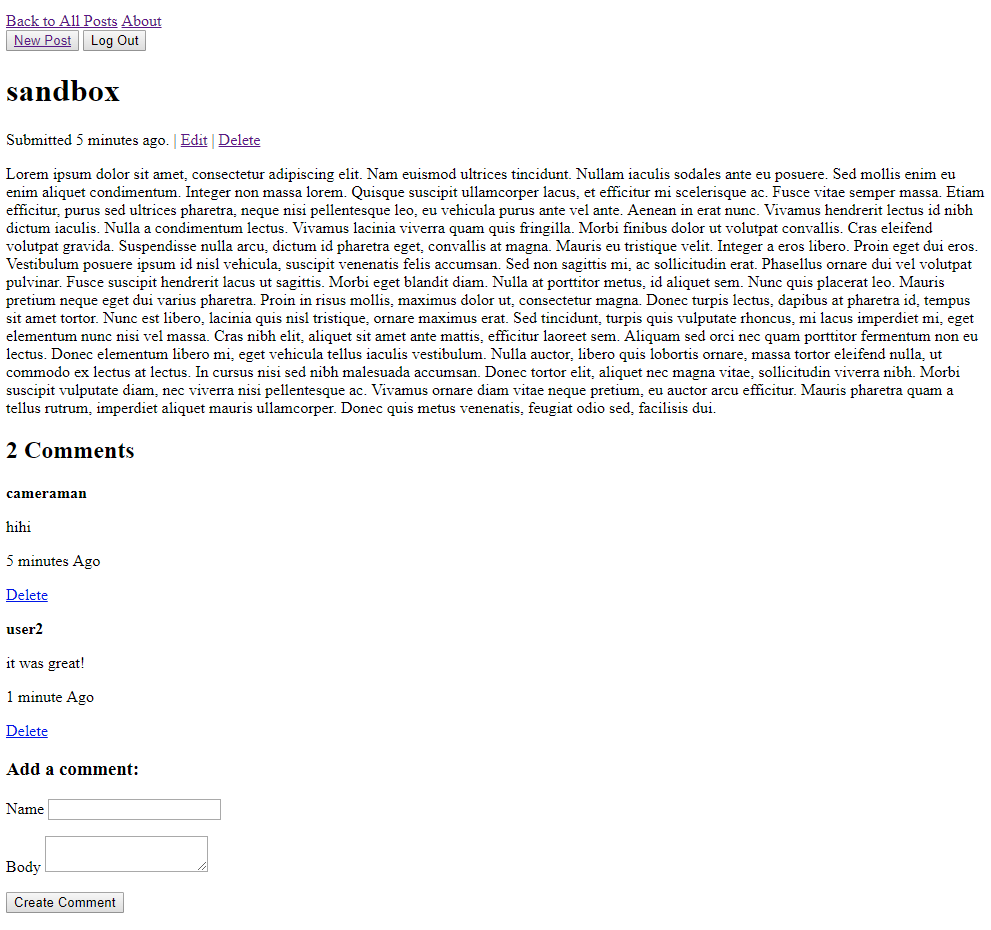 Back to All Posts About
New Post Log Out
sandbox
Submitted 5 minutes ago. | Edit | Delete
Lorem ipsum dolor sit amet, consectetur adipiscing elit. Nam euismod ultrices tincidunt. Nullam iaculis sodales ante eu posuere. Sed mollis enim eu
enim aliquet condimentum. Integer non massa lorem. Quisque suscipit ullamcorper lacus, et efficitur mi scelerisque ac. Fusce vitae semper massa. Etiam
efficitur, purus sed ultrices pharetra, neque nisi pellentesque leo, eu vehicula purus ante vel ante. Aenean in erat nunc. Vivamus hendrerit lectus id nibh
dictum iaculis. Nulla a condimentum lectus. Vivamus lacinia viverra quam quis fringilla. Morbi finibus dolor ut volutpat convallis. Cras eleifend
volutpat gravida. Suspendisse nulla arcu, dictum id pharetra eget, convallis at magna. Mauris eu tristique velit. Integer a eros libero. Proin eget dui eros.
Vestibulum posuere ipsum id nisl vehicula, suscipit venenatis felis accumsan. Sed non sagittis mi, ac sollicitudin erat. Phasellus ornare dui vel volutpat
pulvinar. Fusce suscipit hendrerit lacus ut sagittis. Morbi eget blandit diam. Nulla at porttitor metus, id aliquet sem. Nunc quis placerat leo. Mauris
pretium neque eget dui varius pharetra. Proin in risus mollis, maximus dolor ut, consectetur magna. Donec turpis lectus, dapibus at pharetra id, tempus
sit amet tortor. Nunc est libero, lacinia quis nisl tristique, ornare maximus erat. Sed tincidunt, turpis quis vulputate rhoncus, mi lacus imperdiet mi, eget
elementum nunc nisi vel massa. Cras nibh elit, aliquet sit amet ante mattis, efficitur laoreet sem. Aliquam sed orci nec quam porttitor fermentum non eu
lectus. Donec elementum libero mi, eget vehicula tellus iaculis vestibulum. Nulla auctor, libero quis lobortis ornare, massa tortor eleifend nulla, ut
commodo ex lectus at lectus. In cursus nisi sed nibh malesuada accumsan. Donec tortor elit, aliquet nec magna vitae, sollicitudin viverra nibh. Morbi
suscipit vulputate diam, nec viverra nisi pellentesque ac. Vivamus ornare diam vitae neque pretium, eu auctor arcu efficitur. Mauris pharetra quam a
tellus rutrum, imperdiet aliquet mauris ullamcorper. Donec quis metus venenatis, feugiat odio sed, facilisis dui.
2 Comments
cameraman
hihi
5 minutes Ago
Delete
user2
it was great!
1 minute Ago
Delete
Add a comment:
Name
Body
Create Comment